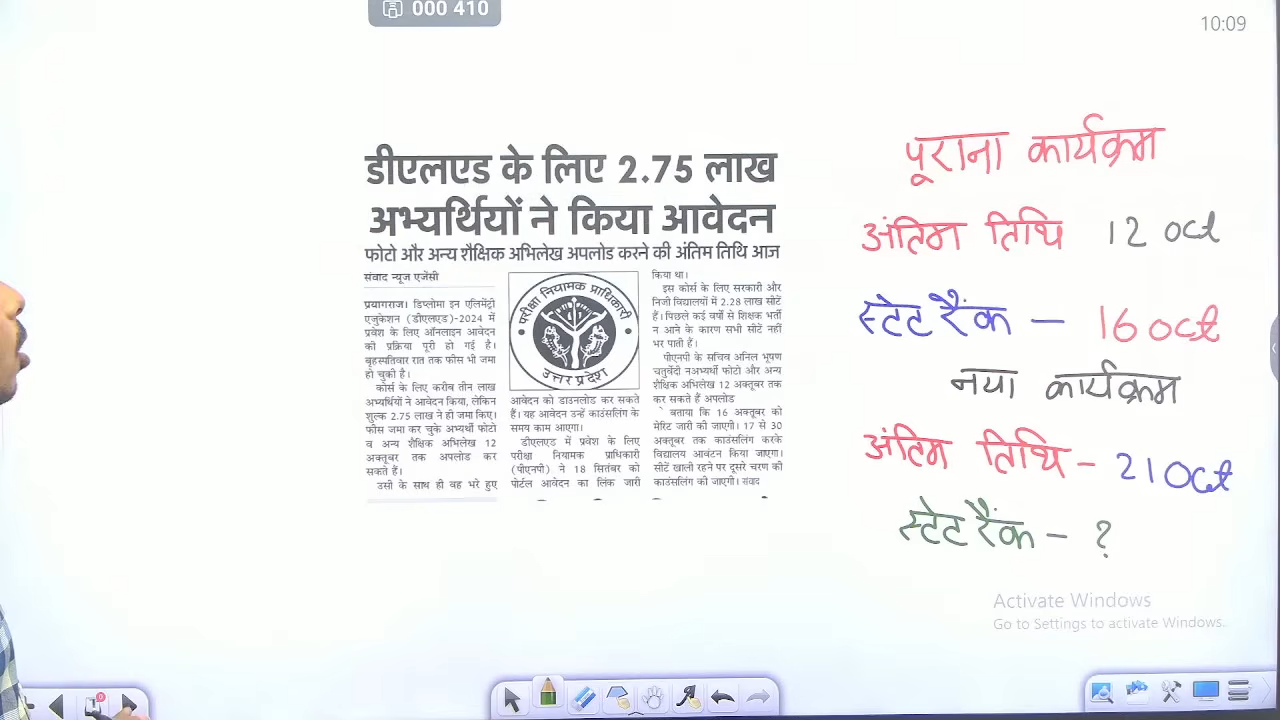 000 410
10:09
डीएलएड के लिए 2.75 लाख
अभ्यर्थियों ने किया आवेदन
फोटो और अन्य शैक्षिक अभिलेख अपलोड करने की अंतिम तिथि आज
संवाद न्यूज एजेंसी
प्रयागराज। डिप्लोमा इन एलिमेंट्री
एजुकेशन (डीएलएड)-2024 में
प्रवेश के लिए ऑनलाइन आवेदन
की प्रक्रिया पूरी हो गई है।
बृहस्पतिवार रात तक फीस भी जमा
हो चुकी है।
कोर्स के लिए करीब तीन लाख
अभ्यर्थियों ने आवेदन किया, लेकिन
शुल्क 2.75 लाख ने ही जमा किए।
फीस जमा कर चुके अभ्यर्थी फोटो
व अन्य शैक्षिक अभिलेख 12
अक्तूबर तक अपलोड कर
सकते हैं।
उसी के साथ ही वह भरे हुए
परीक्षा नियामक प्राधिकारी
उत्तर प्रदेश
आवेदन को डाउनलोड कर सकते
हैं। यह आवेदन उन्हें काउंसलिंग के
समय काम आएगा।
डीएलएड में प्रवेश के लिए
परीक्षा नियामक प्राधिकारी
(पीएनपी) ने 18 सितंबर को
पोर्टल आवेदन का लिंक जारी
किया था।
इस कोर्स के लिए सरकारी और
निजी विद्यालयों में 2.28 लाख सीटें
हैं। पिछले कई वर्षों से शिक्षक भर्ती
न आने के कारण सभी सीटें नहीं
भर पाती हैं।
पीएनपी के सचिव अनिल भूषण
चतुर्वेदी नअभ्यर्थी फोटो और अन्य
शैक्षिक अभिलेख 12 अक्तूबर तक
कर सकते हैं अपलोड
बताया कि 16 अक्तूबर को
मेरिट जारी की जाएगी। 17 से 30
अक्तूबर तक काउंसलिंग करके
विद्यालय आवंटन किया जाएगा।
सीटें खाली रहने पर दूसरे चरण की
काउंसलिंग की जाएगी। संवाद
पूराना कार्यक्रम
अंतिम तिथि 12 oct
स्टेट रैंक – 16 oct
नया कार्यक्रम
अंतिम तिथि – 21 Oct
स्टेट रैंक – ?
Activate Windows
Go to Settings to activate Windows.